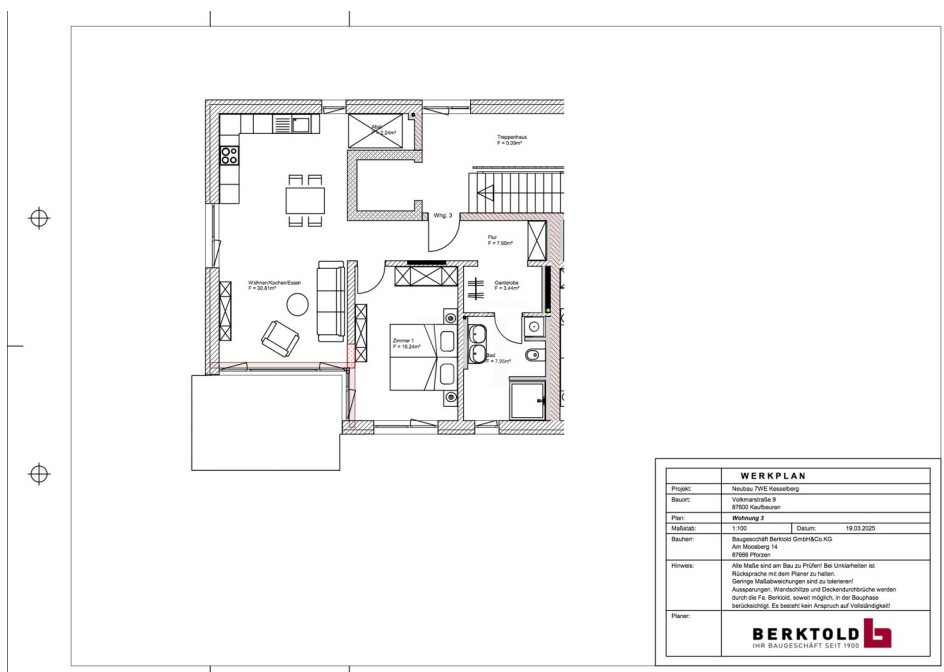 Abst.
F = 2.24m²
Treppenhaus
F = 0.09m²
Whg. 3
Flur
F = 7.60m²
Wohnen/Kochen/Essen
F = 30.81m²
Garderobe
F = 3.44m²
Zimmer 1
F = 16.24m²
Bad
F = 7.95m²
WERKPLAN
Projekt: Neubau 7WE Kesselberg
Bauort: Volkmarstraße 9
87600 Kaufbeuren
Plan: Wohnung 3
Maßstab: 1:100 Datum: 19.03.2025
Bauherr: Baugeschäft Berktold GmbH&Co.KG
Am Moosberg 14
87666 Pforzen
Hinweis: Alle Maße sind am Bau zu Prüfen! Bei Unklarheiten ist
Rücksprache mit dem Planer zu halten.
Geringe Maßabweichungen sind zu tolerieren!
Aussparungen, Wandschlitze und Deckendurchbrüche werden
durch die Fa. Berktold, soweit möglich, in der Bauphase
berücksichtigt. Es besteht kein Anspruch auf Vollständigkeit!
Planer:
BERKTOLD
IHR BAUGESCHÄFT SEIT 1900